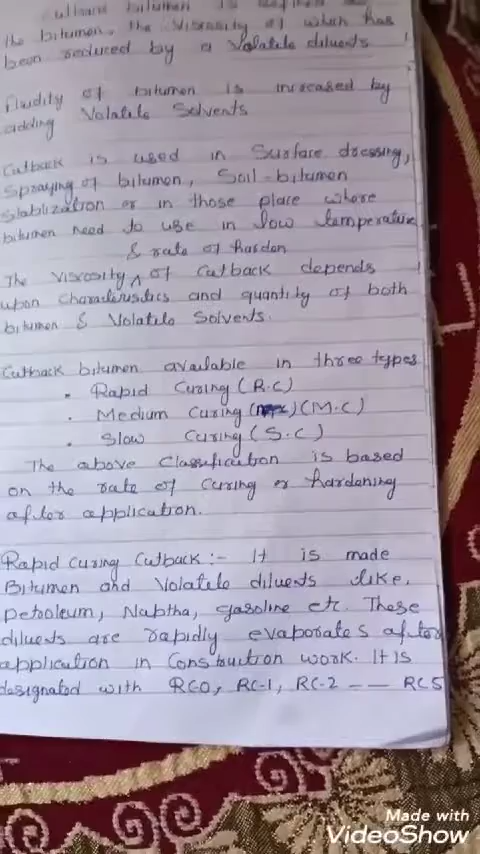 Cutback bitumen is defined as
the bitumen, the Viscosity of which has
been reduced by a Volatile diluents
Fluidity of bitumen is increased by
adding Volatile Solvents
Cutback is used in Surface dressing,
Spraying of bitumen, Soil-bitumen
Stablization or in those place where
bitumen need to use in low temperature
& rate of harden
The Viscosity ^ of Cutback depends
upon characteristics and quantity of both
bitumen & Volatile Solvents.
Cutback bitumen available in three types
• Rapid Curing (R.C)
• Medium Curing (M.C)
• Slow Curing (S.C)
The above Classification is based
on the rate of Curing or hardening
after application.
Rapid Curing Cutback :- It is made
Bitumen and Volatile diluents like,
petroleum, Naptha, gasoline etc. These
diluents are rapidly evaporates after
application in Construction work. It is
designated with RC0, RC-1, RC-2 —— RC5
Made with
VideoShow